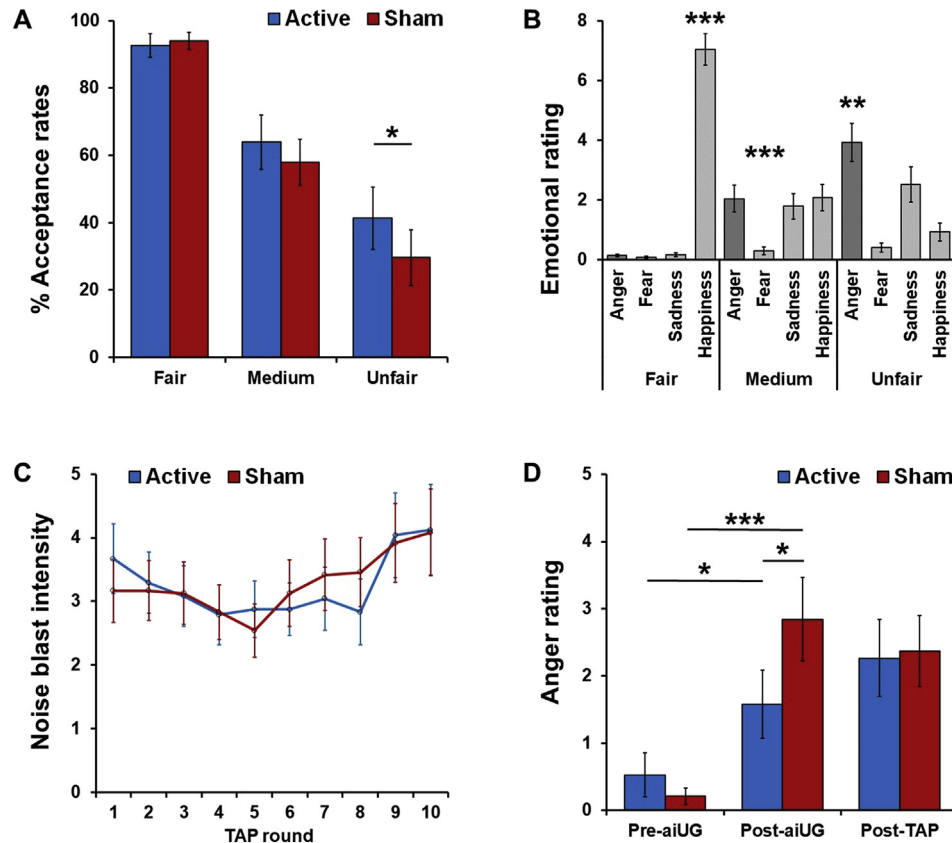 A
Active Sham
% Acceptance rates
100
80
60
40
20
0
*
Fair Medium Unfair
B
Emotional rating
8
6
4
2
0
***
***
**
Anger Fear Sadness Happiness Anger Fear Sadness Happiness Anger Fear Sadness Happiness
Fair Medium Unfair
C
Active Sham
Noise blast intensity
5
4
3
2
1
0
1 2 3 4 5 6 7 8 9 10
TAP round
D
Active Sham
Anger rating
5
4
3
2
1
0
***
*
*
Pre-aiUG Post-aiUG Post-TAP